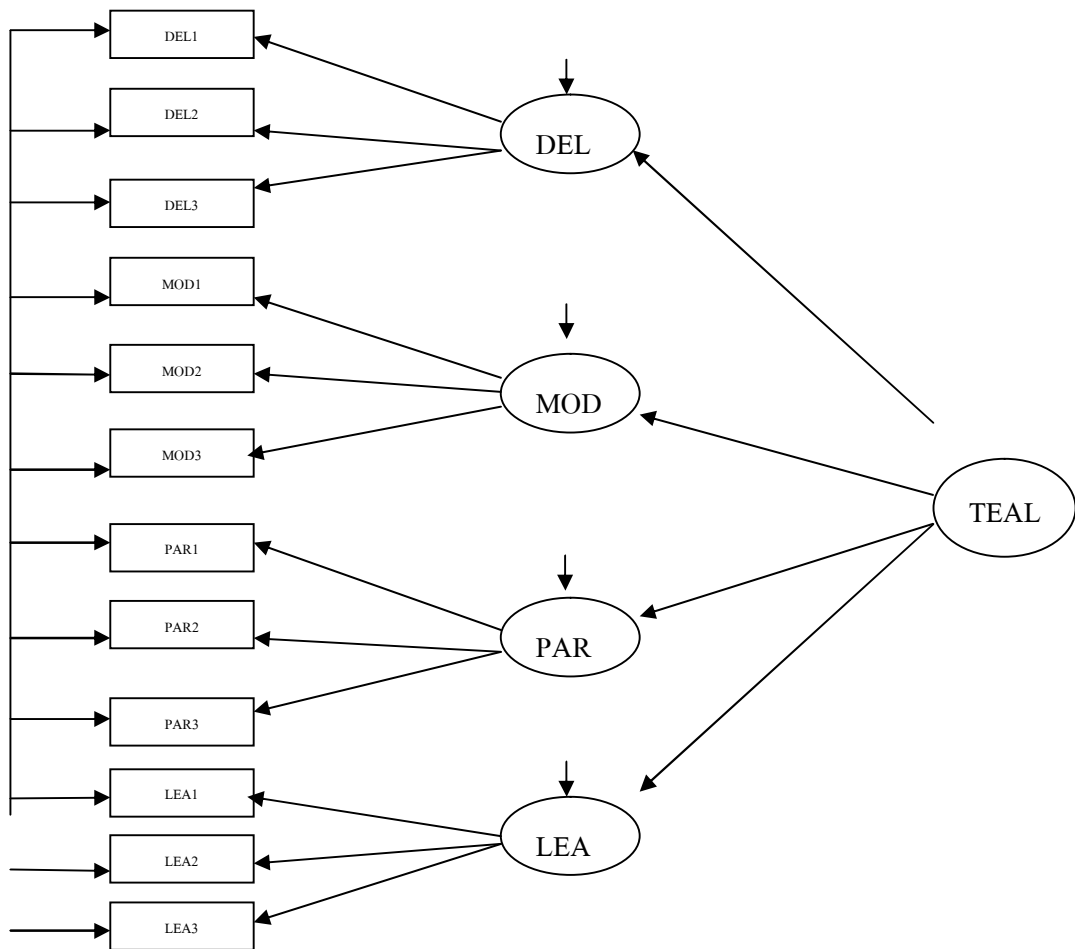 DEL1
DEL2
DEL3
MOD1
MOD2
MOD3
PAR1
PAR2
PAR3
LEA1
LEA2
LEA3
DEL
MOD
PAR
LEA
TEAL